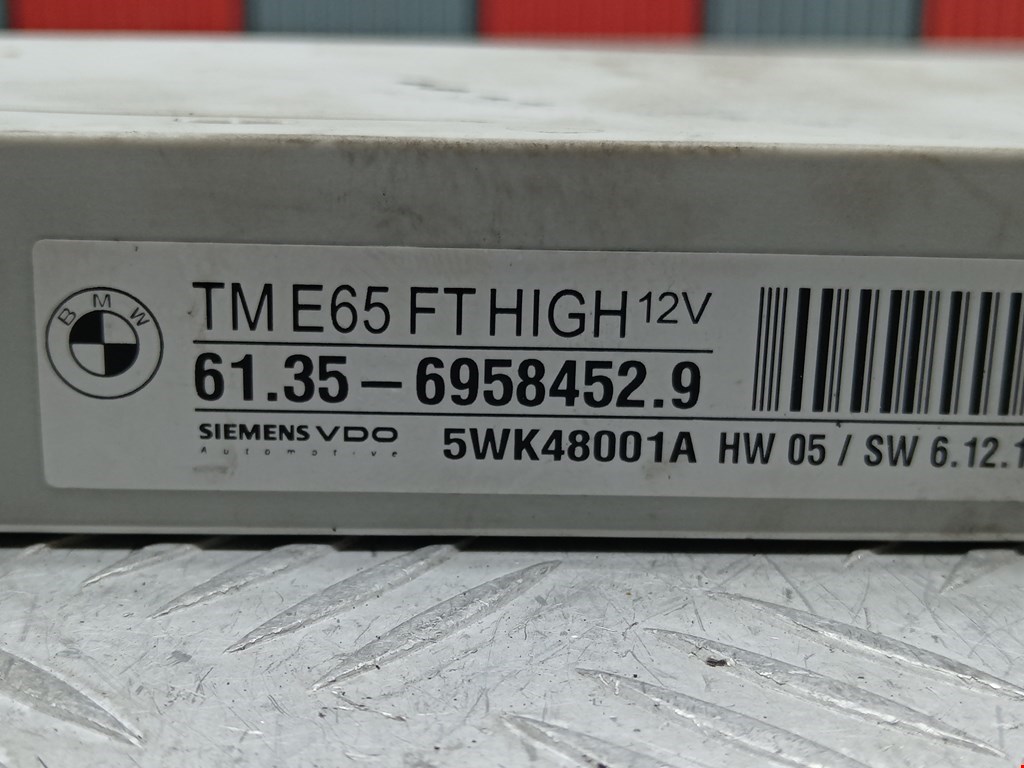 BMW
TM E65 FT HIGH 12V
61.35 – 6958452.9
SIEMENS VDO
Automotive
5WK48001A HW 05 / SW 6.12.1